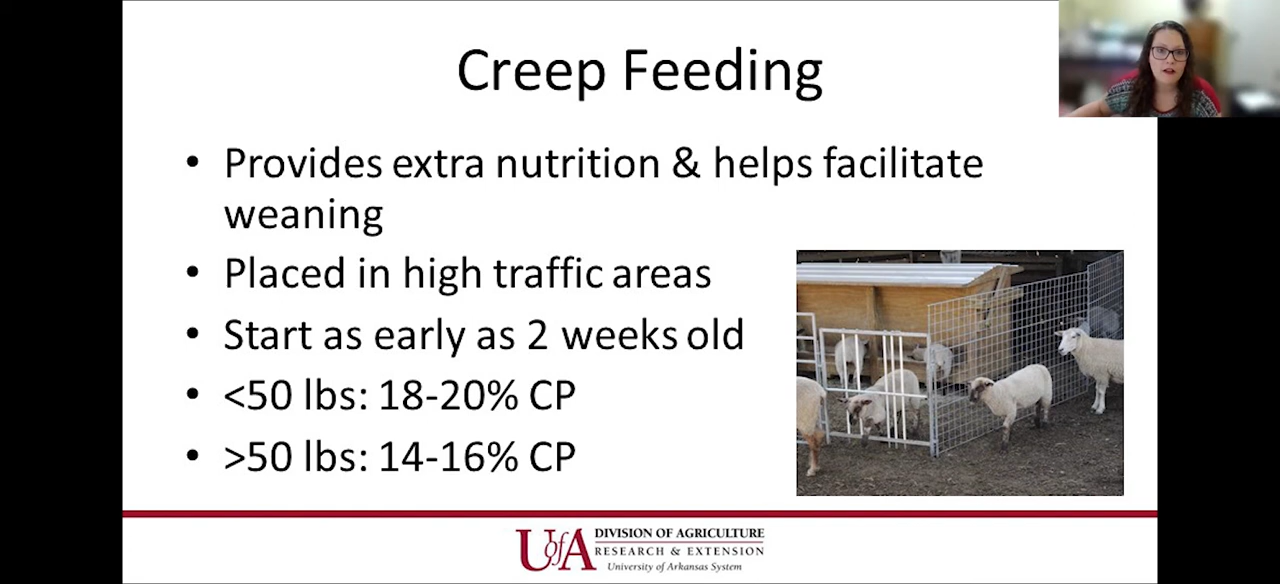 Creep Feeding
• Provides extra nutrition & helps facilitate
weaning
• Placed in high traffic areas
• Start as early as 2 weeks old
• <50 lbs: 18-20% CP
• >50 lbs: 14-16% CP
UofA DIVISION OF AGRICULTURE
RESEARCH & EXTENSION
University of Arkansas System